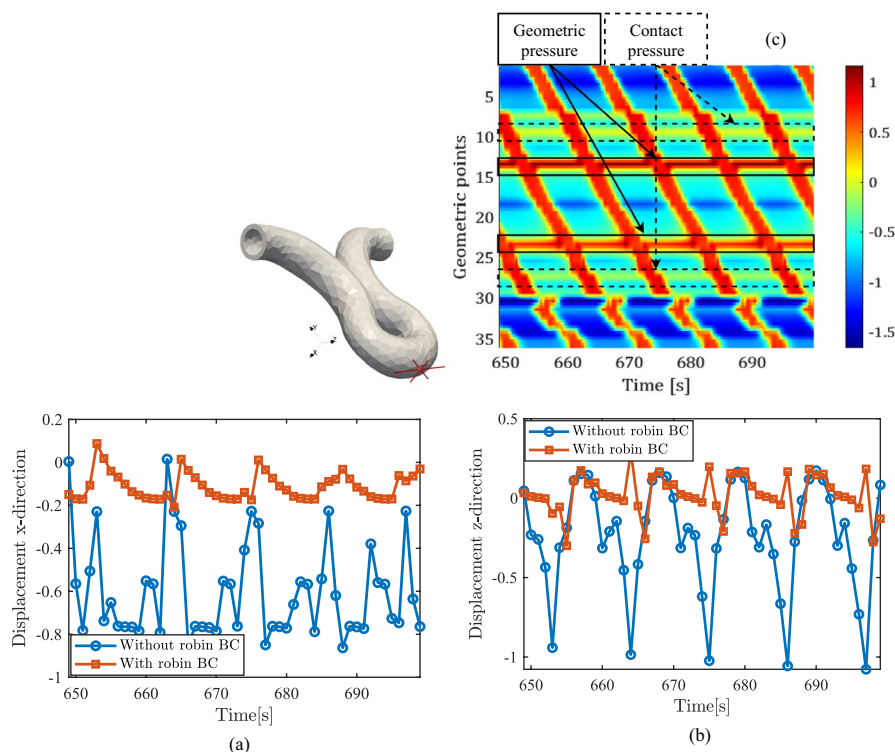 Geometric pressure
Contact pressure
(c)
Geometric points
5
10
15
20
25
30
35
649
660
670
680
690
Time [s]
1
0.5
0
-0.5
-1
-1.5
Y
X
Z
0.2
0
-0.2
-0.4
-0.6
-0.8
-1
Displacement x-direction
Without robin BC
With robin BC
650
660
670
680
690
Time[s]
(a)
0.5
0
-0.5
-1
Displacement z-direction
Without robin BC
With robin BC
650
660
670
680
690
Time[s]
(b)